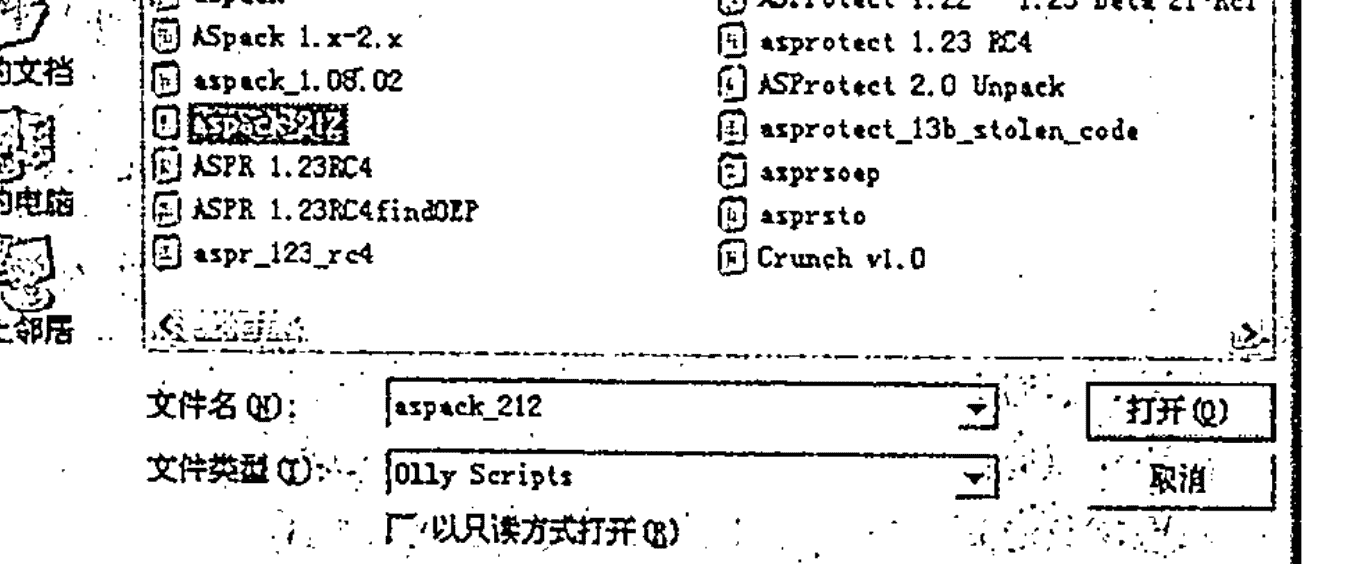 aspack
ASpack 1.x-2.x
aspack_1.08.02
aspack_212
ASPR 1.23RC4
ASPR 1.23RC4findOEP
aspr_123_rc4
asprotect 1.23 RC4
ASProtect 2.0 Unpack
asprotect_13b_stolen_code
asprsoep
asprsto
Crunch v1.0
的文档
的电脑
上邻居
文件名(N):
aspack_212
打开(O)
文件类型(T):
Olly Scripts
取消
以只读方式打开(R)